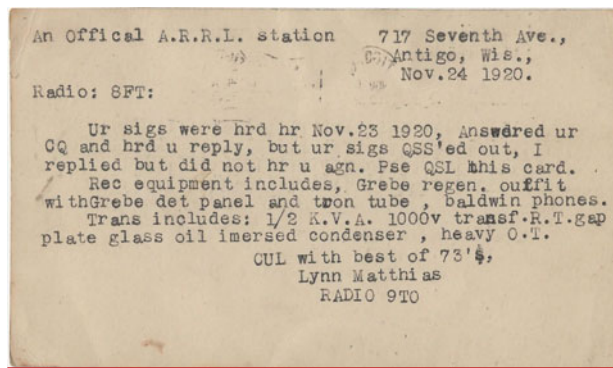 An Offical A.R.R.L. station 717 Seventh Ave.,
Antigo, Wis.,
Nov.24 1920.
Radio: 8FT:
Ur sigs were hrd hr Nov.23 1920, Answdred ur
CQ and hrd u reply, but ur sigs QSS'ed out, I
replied but did not hr u agn. Pse QSL this card.
Rec equipment includes, Grebe regen. outfit
withGrebe det panel and tron tube , baldwin phones.
Trans includes: 1/2 K.V.A. 1000v transf.R.T.gap
plate glass oil imersed condenser , heavy O.T.
CUL with best of 73's,
Lynn Matthias
RADIO 9TO